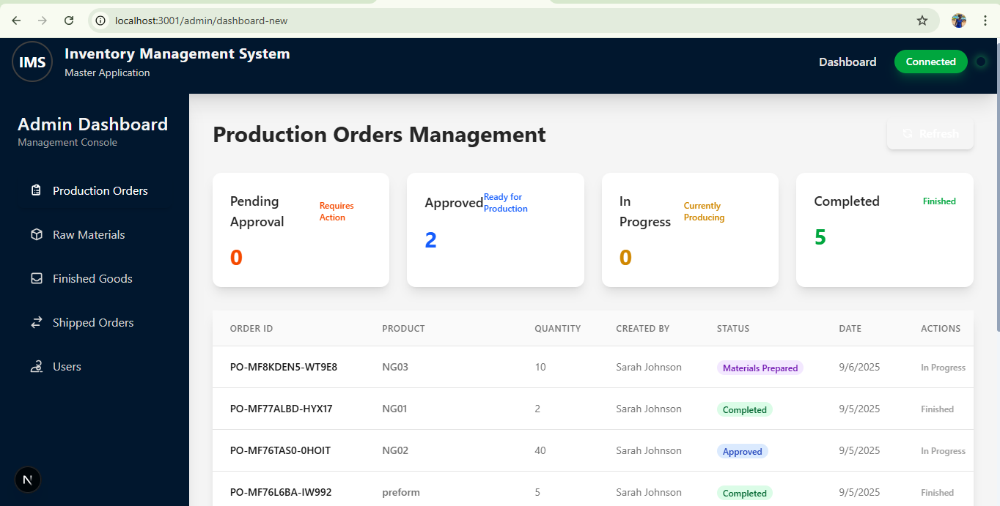 localhost:3001/admin/dashboard-new
IMS
Inventory Management System
Master Application
Dashboard
Connected
Admin Dashboard
Management Console
Production Orders
Raw Materials
Finished Goods
Shipped Orders
Users
N
Production Orders Management
Refresh
Pending Approval
Requires Action
0
Approved
Ready for Production
2
In Progress
Currently Producing
0
Completed
Finished
5
ORDER ID PRODUCT QUANTITY CREATED BY STATUS DATE ACTIONS
PO-MF8KDEN5-WT9E8 NG03 10 Sarah Johnson Materials Prepared 9/6/2025 In Progress
PO-MF77ALBD-HYX17 NG01 2 Sarah Johnson Completed 9/5/2025 Finished
PO-MF76TAS0-0HOIT NG02 40 Sarah Johnson Approved 9/5/2025 In Progress
PO-MF76L6BA-IW992 preform 5 Sarah Johnson Completed 9/5/2025 Finished